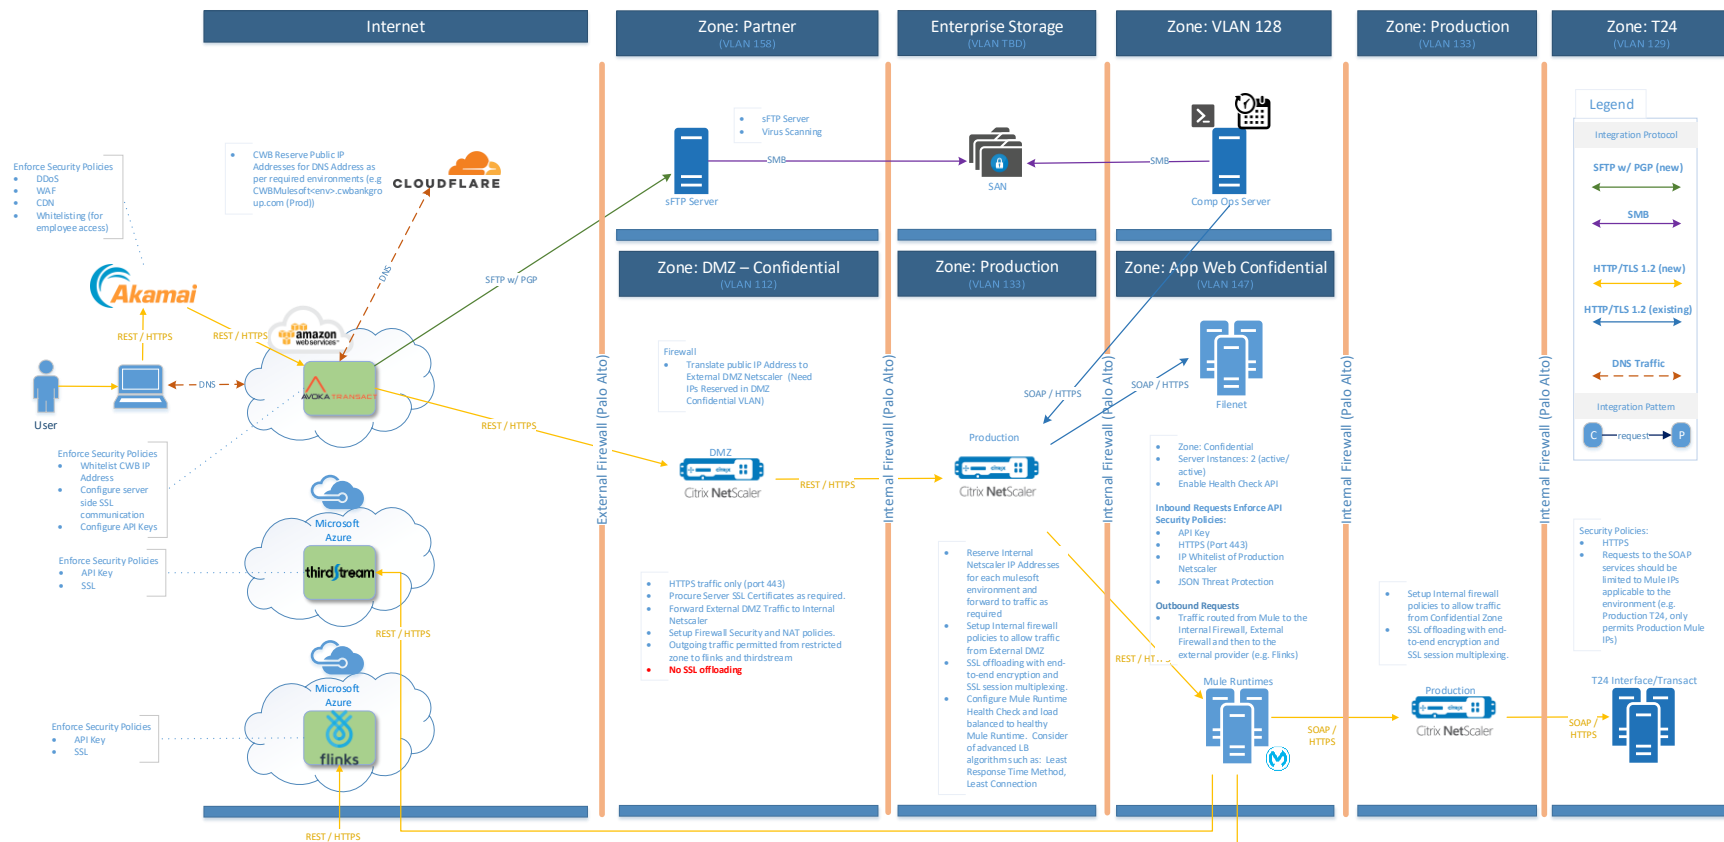 Internet
Zone: Partner
(VLAN 158)
Enterprise Storage
(VLAN TBD)
Zone: VLAN 128
Zone: Production
(VLAN 133)
Zone: T24
(VLAN 129)
Enforce Security Policies
• DDoS
• WAF
• CDN
• Whitelisting (for
employee access)
• CWB Reserve Public IP
Addresses for DNS Address as
per required environments (e.g
CWBMulesoft<env>.cwbankgro
up.com (Prod))
CLOUDFLARE
Akamai
REST / HTTPS
REST / HTTPS
amazon
webservices™
AVOKA TRANSACT
DNS
DNS
User
SFTP w/ PGP
REST / HTTPS
Enforce Security Policies
• Whitelist CWB IP
Address
• Configure server
side SSL
communication
• Configure API Keys
Microsoft
Azure
thirdstream
Enforce Security Policies
• API Key
• SSL
REST / HTTPS
Microsoft
Azure
flinks
Enforce Security Policies
• API Key
• SSL
REST / HTTPS
External Firewall (Palo Alto)
• sFTP Server
• Virus Scanning
sFTP Server
SMB
SAN
SMB
Comp Ops Server
Zone: DMZ – Confidential
(VLAN 112)
Zone: Production
(VLAN 133)
Zone: App Web Confidential
(VLAN 147)
Firewall
• Translate public IP Address to
External DMZ Netscaler (Need
IPs Reserved in DMZ
Confidential VLAN)
DMZ
Citrix NetScaler
REST / HTTPS
• HTTPS traffic only (port 443)
• Procure Server SSL Certificates as required.
• Forward External DMZ Traffic to Internal
Netscaler
• Setup Firewall Security and NAT policies.
• Outgoing traffic permitted from restricted
zone to flinks and thirdstream
• No SSL offloading
Internal Firewall (Palo Alto)
SOAP / HTTPS
Production
Citrix NetScaler
• Reserve Internal
Netscaler IP Addresses
for each mulesoft
environment and
forward to traffic as
required
• Setup Internal firewall
policies to allow traffic
from External DMZ
• SSL offloading with end-
to-end encryption and
SSL session multiplexing.
• Configure Mule Runtime
Health Check and load
balanced to healthy
Mule Runtime. Consider
of advanced LB
algorithm such as: Least
Response Time Method,
Least Connection
Internal Firewall (Palo Alto)
SOAP / HTTPS
Filenet
• Zone: Confidential
• Server Instances: 2 (active/
active)
• Enable Health Check API
Inbound Requests Enforce API
Security Policies:
• API Key
• HTTPS (Port 443)
• IP Whitelist of Production
Netscaler
• JSON Threat Protection
Outbound Requests
• Traffic routed from Mule to the
Internal Firewall, External
Firewall and then to the
external provider (e.g. Flinks)
REST / HTTPS
Mule Runtimes
SOAP /
HTTPS
Internal Firewall (Palo Alto)
• Setup Internal firewall
policies to allow traffic
from Confidential Zone
• SSL offloading with end-
to-end encryption and
SSL session multiplexing.
Production
Citrix NetScaler
Internal Firewall (Palo Alto)
SOAP /
HTTPS
Legend
Integration Protocol
SFTP w/ PGP (new)
SMB
HTTP/TLS 1.2 (new)
HTTP/TLS 1.2 (existing)
DNS Traffic
Integration Pattern
C
request
P
Security Policies:
• HTTPS
• Requests to the SOAP
services should be
limited to Mule IPs
applicable to the
environment (e.g.
Production T24, only
permits Production Mule
IPs)
T24 Interface/Transact